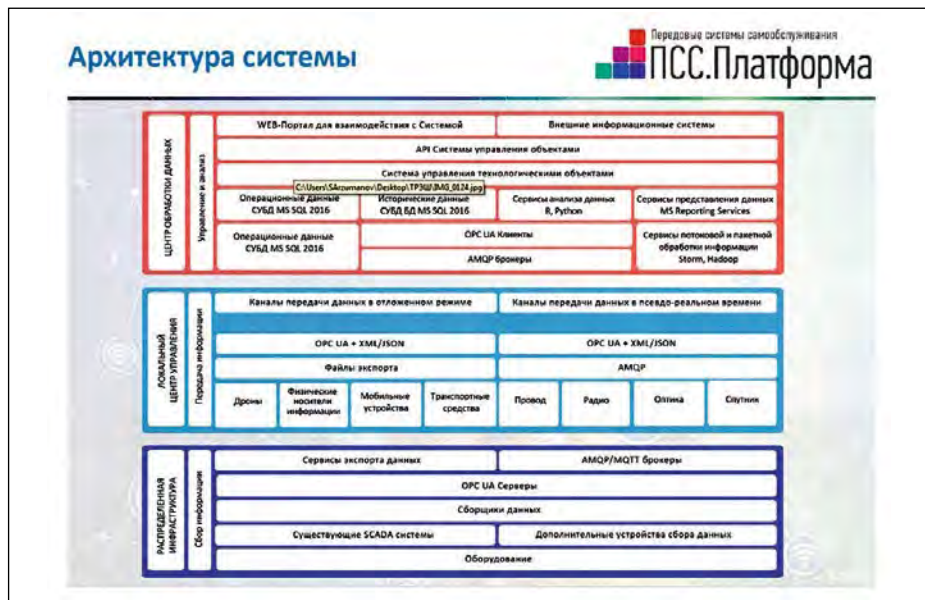 Архитектура системы
Передовые системы самообслуживания
ПСС.Платформа
ЦЕНТР ОБРАБОТКИ ДАННЫХ
Управление и анализ
WEB-Портал для взаимодействия с Системой
Внешние информационные системы
API Системы управления объектами
Система управления технологическими объектами
C:\Users\SArzumanov\Desktop\ТРЭШ\IMG_0124.jpg
Операционные данные
СУБД MS SQL 2016
Исторические данные
СУБД БД MS SQL 2016
Сервисы анализа данных
R, Python
Сервисы представления данных
MS Reporting Services
Операционные данные
СУБД MS SQL 2016
OPC UA Клиенты
AMQP брокеры
Сервисы потоковой и пакетной
обработки информации
Storm, Hadoop
ЛОКАЛЬНЫЙ
ЦЕНТР УПРАВЛЕНИЯ
Передача информации
Каналы передачи данных в отложенном режиме
Каналы передачи данных в псевдо-реальном времени
OPC UA + XML/JSON
OPC UA + XML/JSON
Файлы экспорта
AMQP
Дроны
Физические
носители
информации
Мобильные
устройства
Транспортные
средства
Провод
Радио
Оптика
Спутник
РАСПРЕДЕЛЕННАЯ
ИНФРАСТРУКТУРА
Сбор информации
Сервисы экспорта данных
AMQP/MQTT брокеры
OPC UA Серверы
Сборщики данных
Существующие SCADA системы
Дополнительные устройства сбора данных
Оборудование